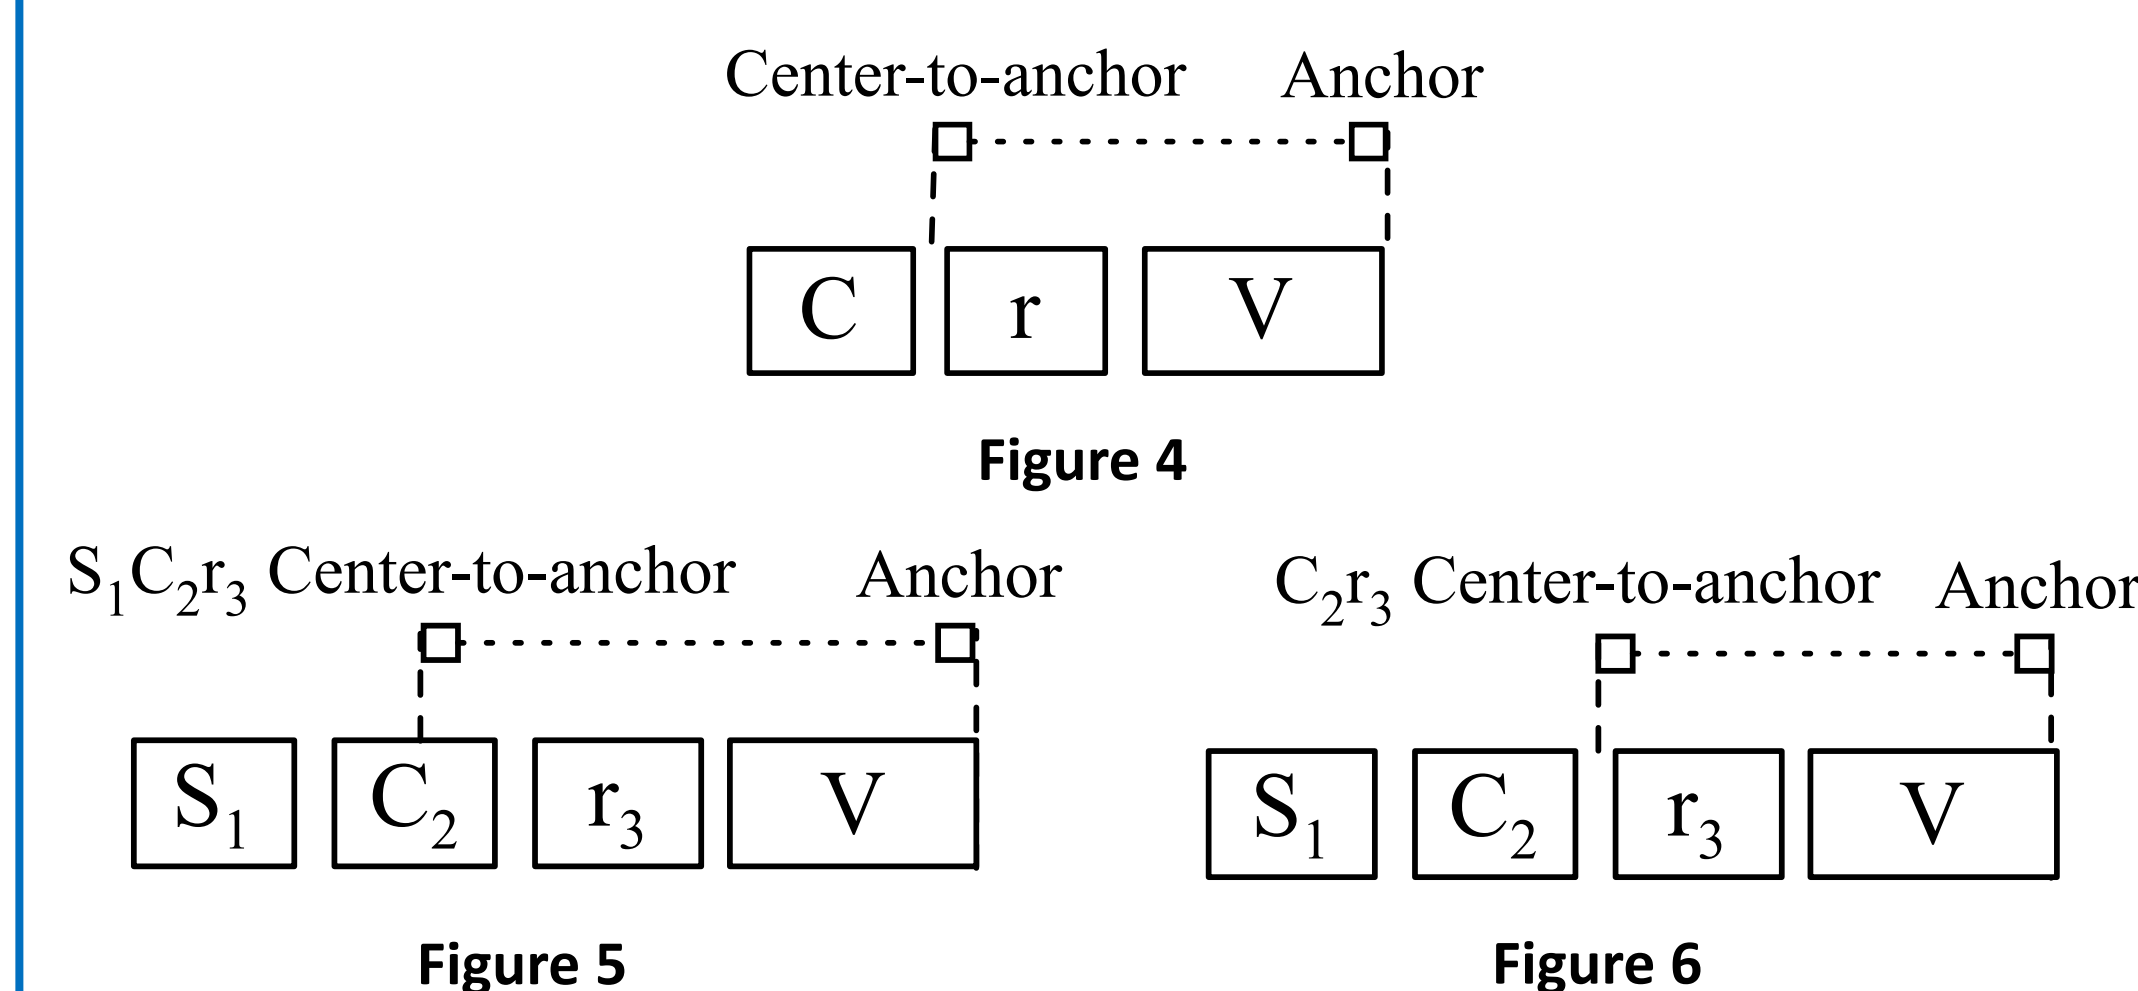 Center-to-anchor Anchor
C r V
Figure 4
S₁C₂r₃ Center-to-anchor Anchor
S₁ C₂ r₃ V
Figure 5
C₂r₃ Center-to-anchor Anchor
S₁ C₂ r₃ V
Figure 6